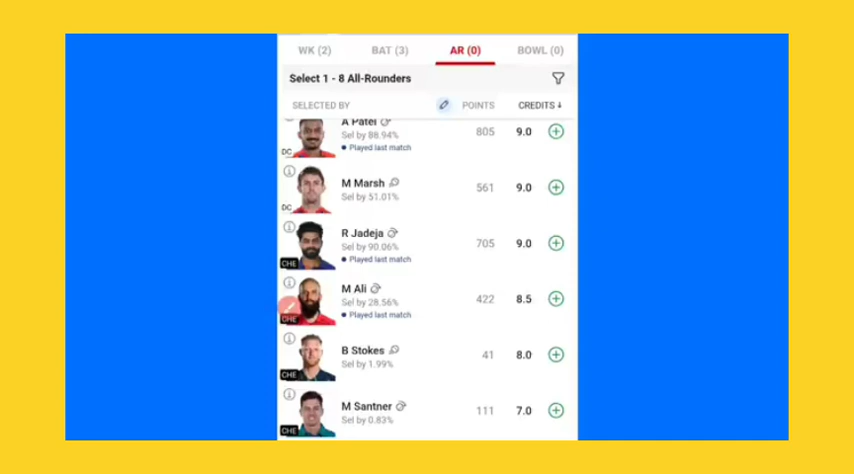 WK (2) BAT (3) AR (0) BOWL (0)
Select 1 - 8 All-Rounders
SELECTED BY POINTS CREDITS ↓
A Patel
Sel by 88.94% 805 9.0
DC Played last match
M Marsh
Sel by 51.01% 561 9.0
DC
R Jadeja
Sel by 90.06% 705 9.0
CHE Played last match
M Ali
Sel by 28.56% 422 8.5
CHE Played last match
B Stokes
Sel by 1.99% 41 8.0
CHE
M Santner
Sel by 0.83% 111 7.0
CHE